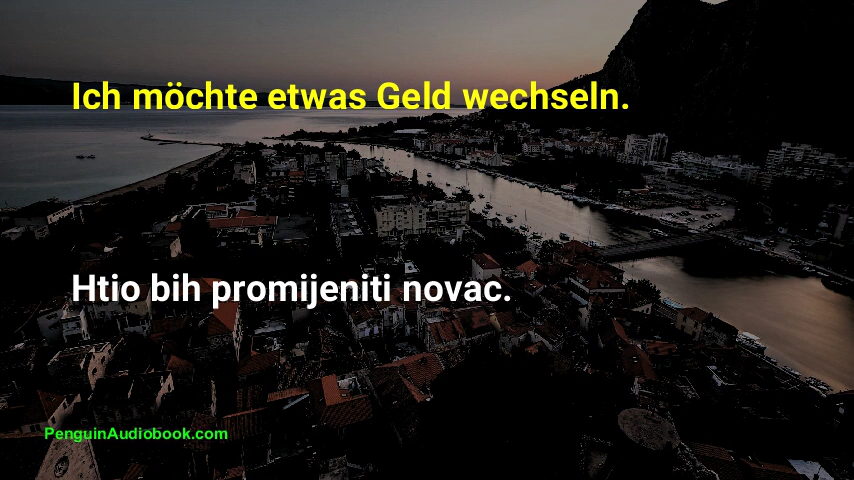 Ich möchte etwas Geld wechseln.
Htio bih promijeniti novac.
PenguinAudiobook.com